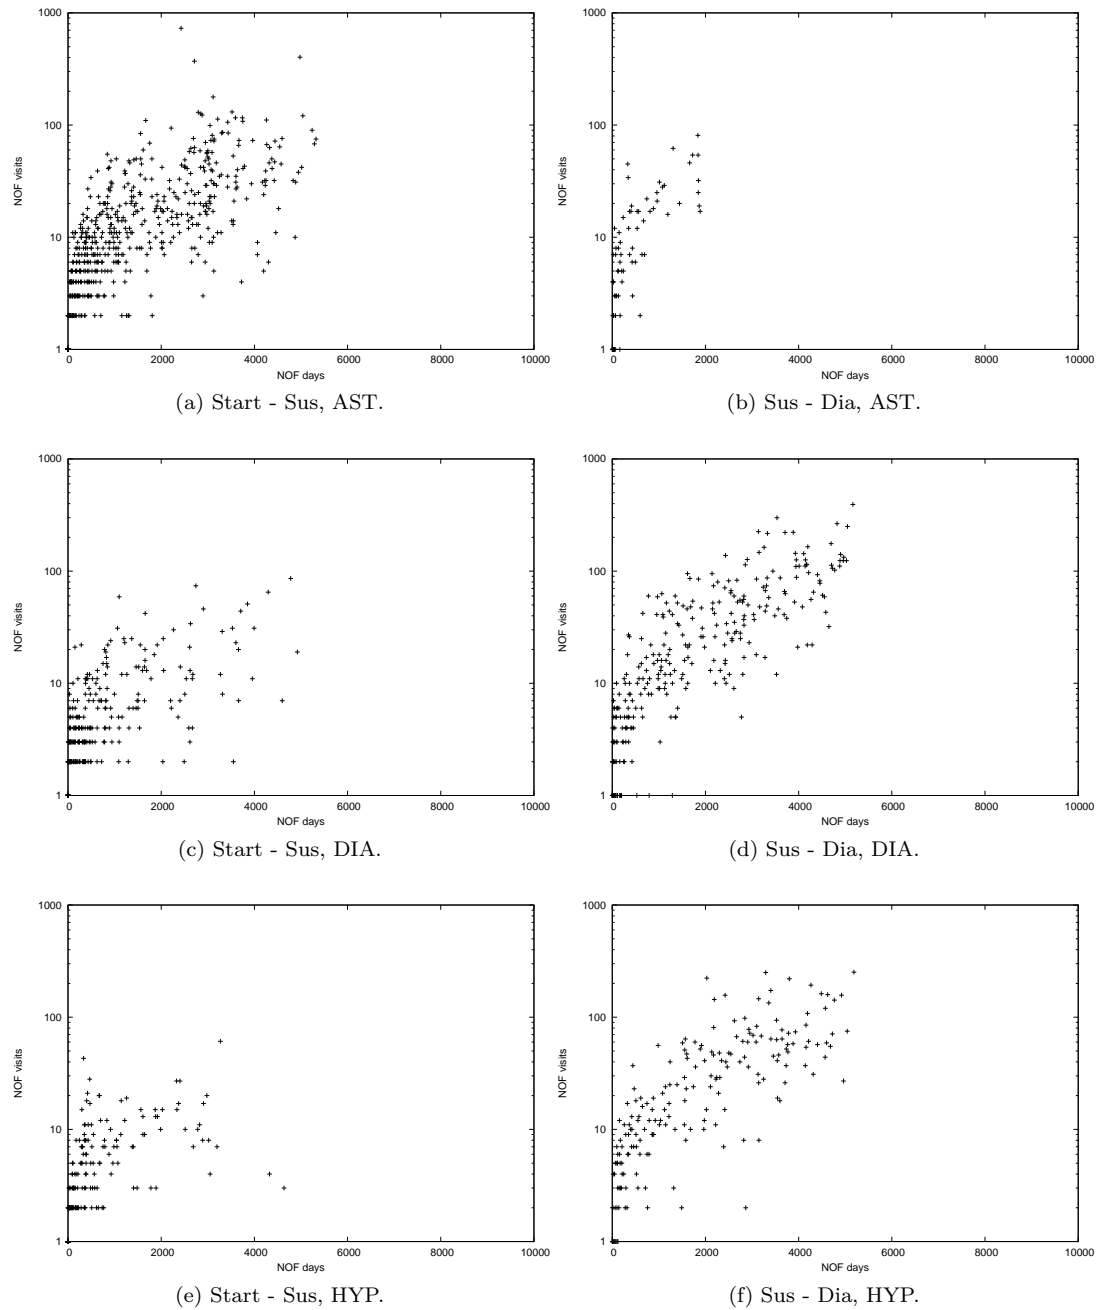 1000
100
10
1
NOF visits
0 2000 4000 6000 8000 10000
NOF days
(a) Start - Sus, AST.
1000
100
10
1
NOF visits
0 2000 4000 6000 8000 10000
NOF days
(b) Sus - Dia, AST.
1000
100
10
1
NOF visits
0 2000 4000 6000 8000 10000
NOF days
(c) Start - Sus, DIA.
1000
100
10
1
NOF visits
0 2000 4000 6000 8000 10000
NOF days
(d) Sus - Dia, DIA.
1000
100
10
1
NOF visits
0 2000 4000 6000 8000 10000
NOF days
(e) Start - Sus, HYP.
1000
100
10
1
NOF visits
0 2000 4000 6000 8000 10000
NOF days
(f) Sus - Dia, HYP.